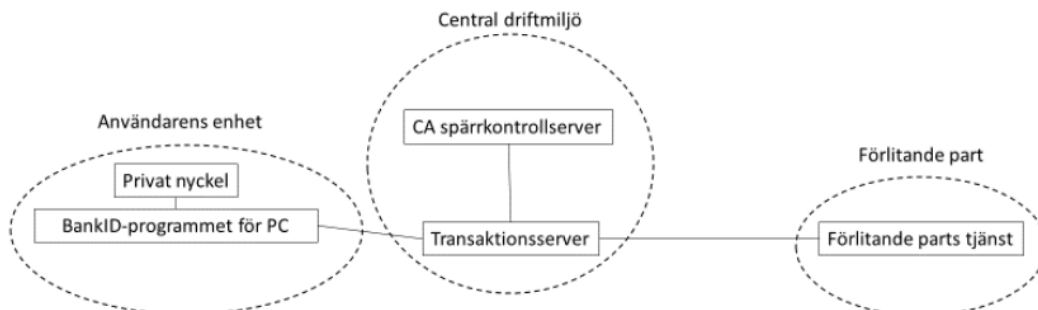 Central driftmiljö
CA spärrkontrollserver
Användarens enhet
Förlitande part
Privat nyckel
BankID-programmet för PC
Transaktionsserver
Förlitande parts tjänst